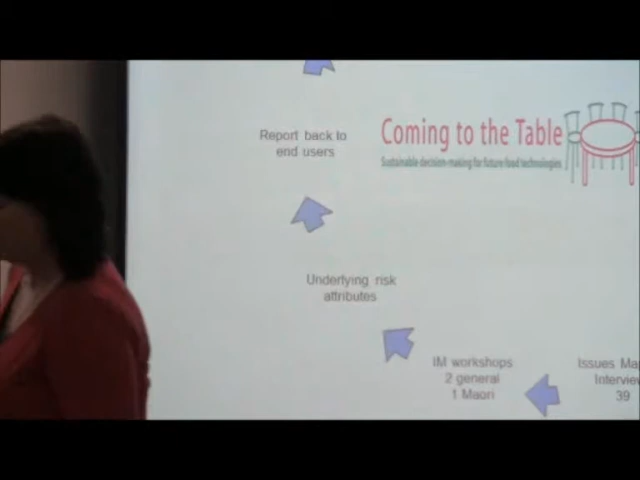 Report back to
end users
Coming to the Table
Sustainable decision-making for future food technologies
Underlying risk
attributes
IM workshops
2 general
1 Maori
Issues Ma
Intervie
39